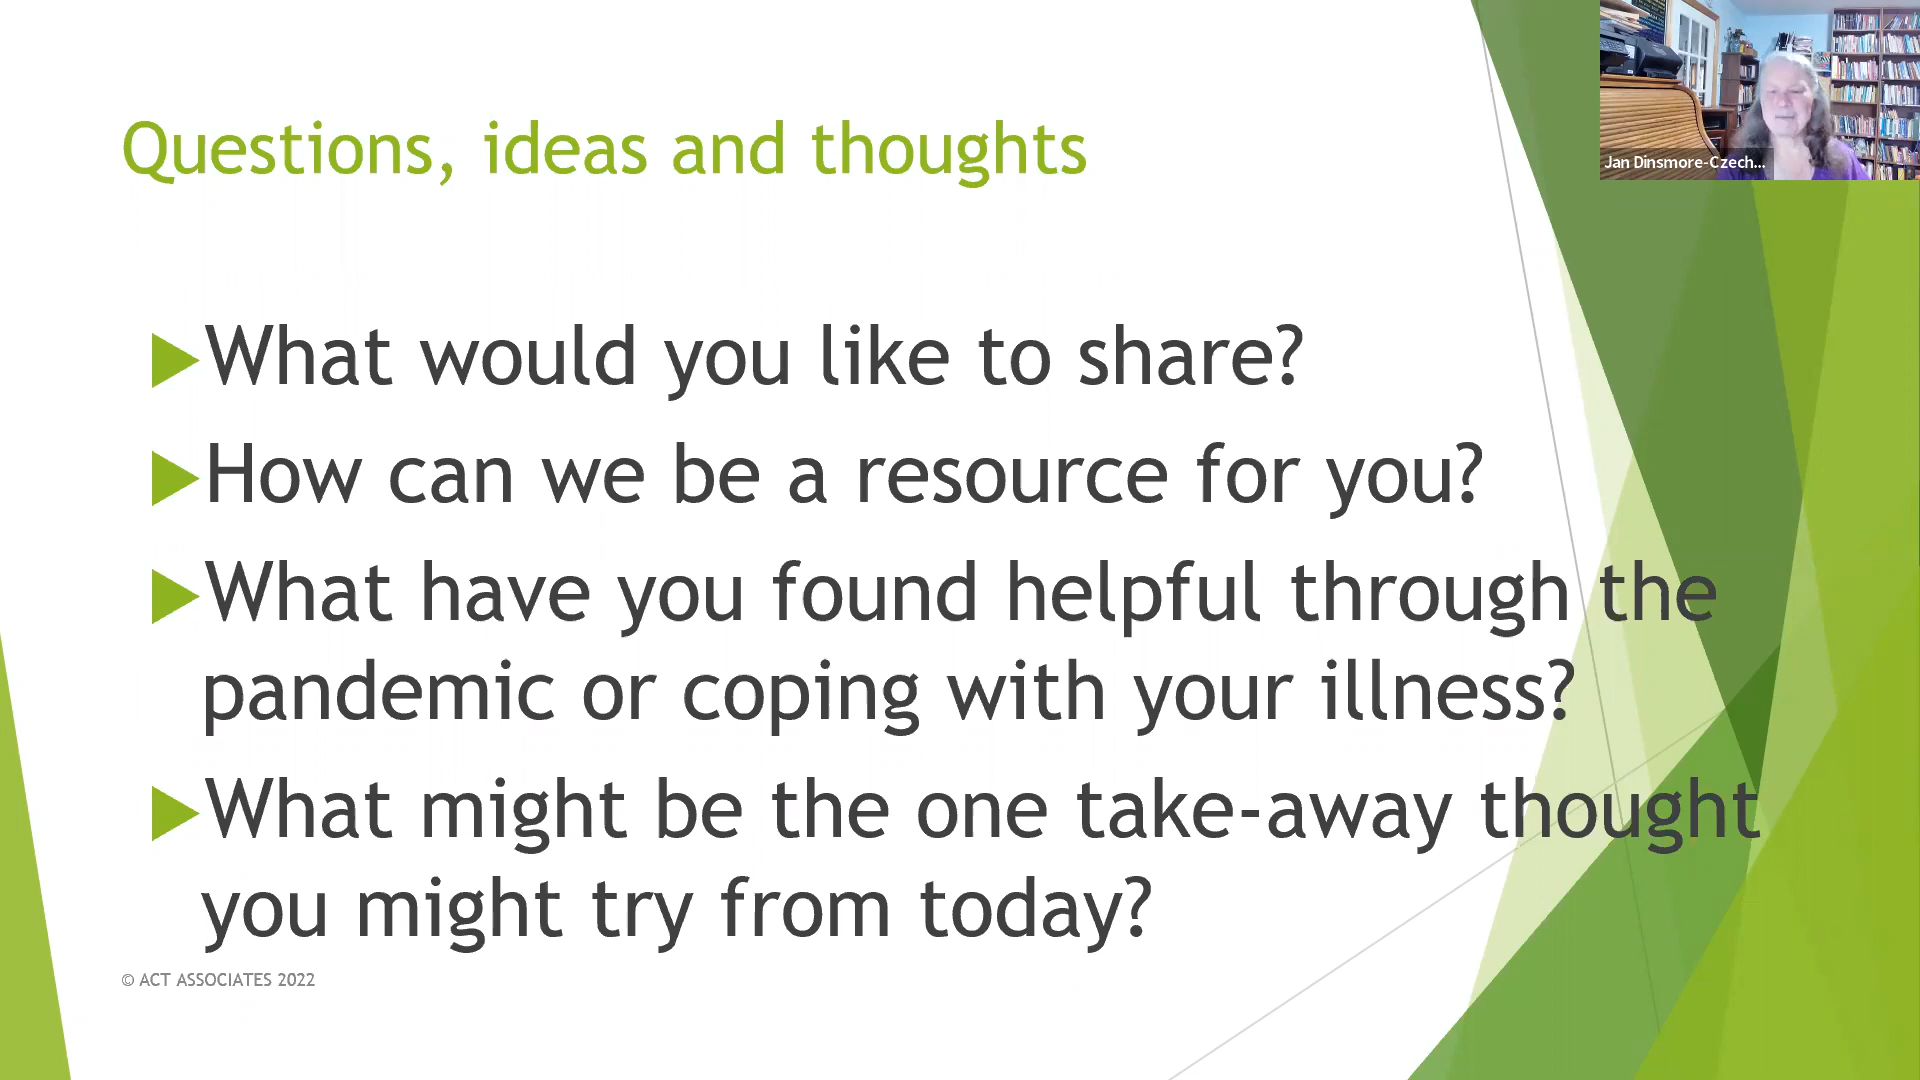 Questions, ideas and thoughts
What would you like to share?
How can we be a resource for you?
What have you found helpful through the
pandemic or coping with your illness?
What might be the one take-away thought
you might try from today?
© ACT ASSOCIATES 2022
Jan Dinsmore-Czech...